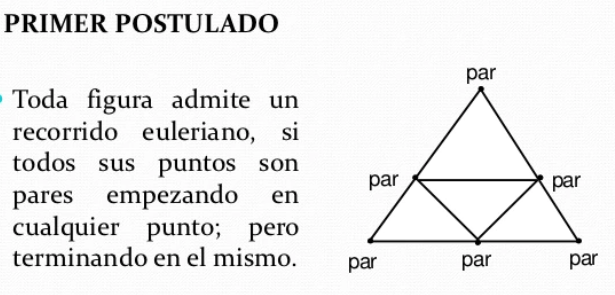 PRIMER POSTULADO
Toda figura admite un
recorrido euleriano, si
todos sus puntos son
pares empezando en
cualquier punto; pero
terminando en el mismo.
par
par
par
par
par
par